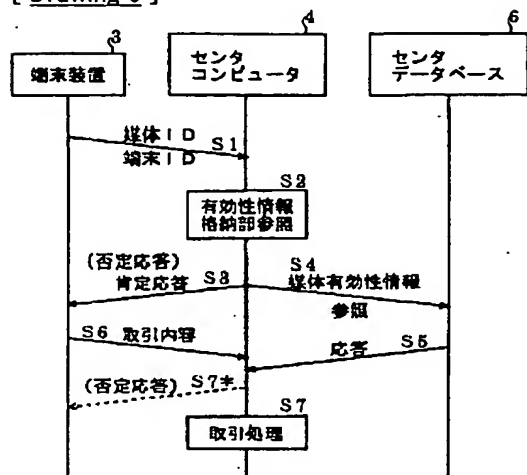 3
4
6
端末装置
センタ
コンピュータ
センタ
データベース
媒体ID
端末ID
S1
S2
有効性情報
格納部参照
(否定応答)
肯定応答
S3
S4
媒体有効性情報
参照
S6 取引内容
応答
S5
(否定応答) S7*
S7
取引処理